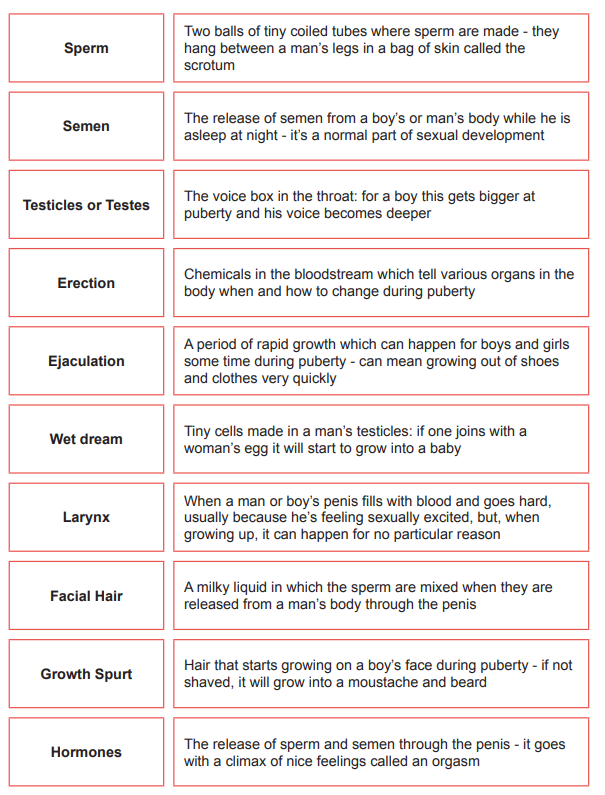 Sperm
Two balls of tiny coiled tubes where sperm are made - they
hang between a man’s legs in a bag of skin called the
scrotum
Semen
The release of semen from a boy’s or man’s body while he is
asleep at night - it’s a normal part of sexual development
Testicles or Testes
The voice box in the throat: for a boy this gets bigger at
puberty and his voice becomes deeper
Erection
Chemicals in the bloodstream which tell various organs in the
body when and how to change during puberty
Ejaculation
A period of rapid growth which can happen for boys and girls
some time during puberty - can mean growing out of shoes
and clothes very quickly
Wet dream
Tiny cells made in a man’s testicles: if one joins with a
woman’s egg it will start to grow into a baby
Larynx
When a man or boy’s penis fills with blood and goes hard,
usually because he’s feeling sexually excited, but, when
growing up, it can happen for no particular reason
Facial Hair
A milky liquid in which the sperm are mixed when they are
released from a man’s body through the penis
Growth Spurt
Hair that starts growing on a boy’s face during puberty - if not
shaved, it will grow into a moustache and beard
Hormones
The release of sperm and semen through the penis - it goes
with a climax of nice feelings called an orgasm